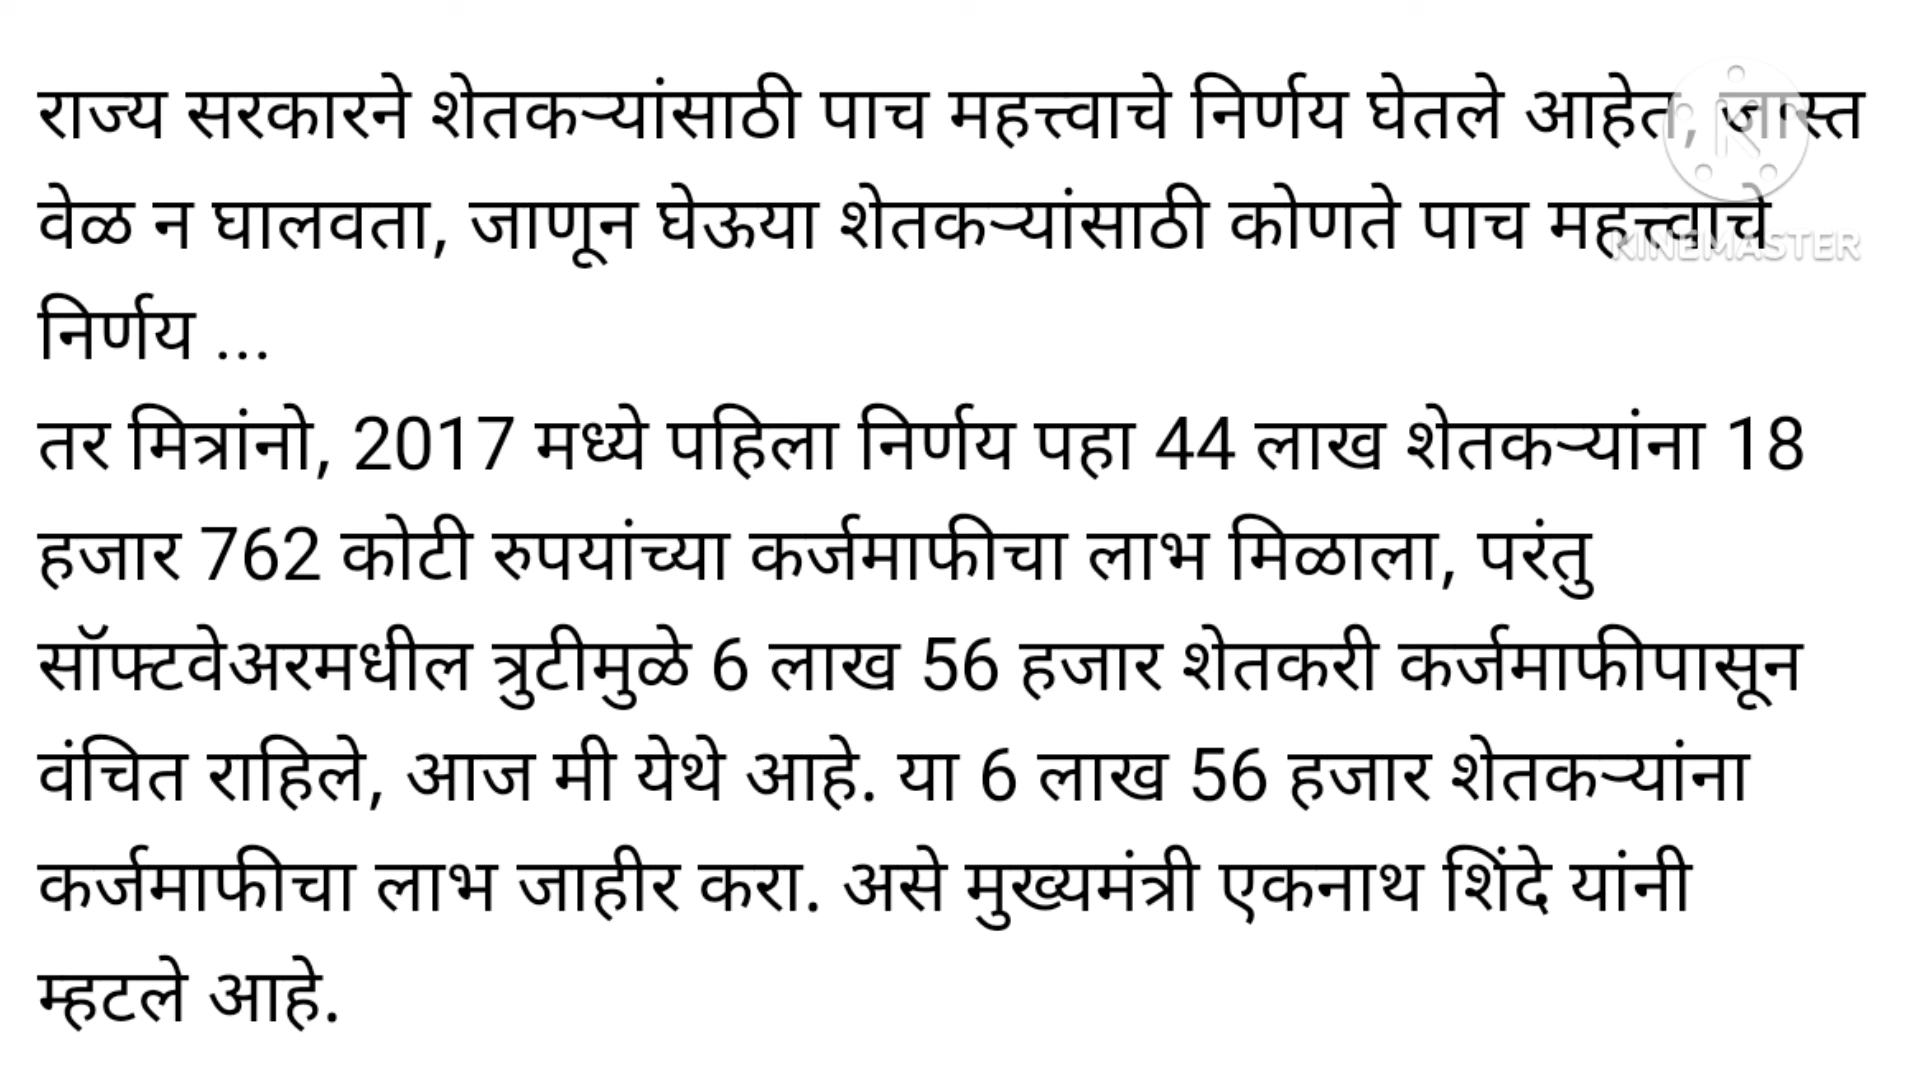 राज्य सरकारने शेतकऱ्यांसाठी पाच महत्त्वाचे निर्णय घेतले आहेत, जास्त
वेळ न घालवता, जाणून घेऊया शेतकऱ्यांसाठी कोणते पाच महत्त्वाचे
KINEMASTER
निर्णय ...
तर मित्रांनो, 2017 मध्ये पहिला निर्णय पहा 44 लाख शेतकऱ्यांना 18
हजार 762 कोटी रुपयांच्या कर्जमाफीचा लाभ मिळाला, परंतु
सॉफ्टवेअरमधील त्रुटीमुळे 6 लाख 56 हजार शेतकरी कर्जमाफीपासून
वंचित राहिले, आज मी येथे आहे. या 6 लाख 56 हजार शेतकऱ्यांना
कर्जमाफीचा लाभ जाहीर करा. असे मुख्यमंत्री एकनाथ शिंदे यांनी
म्हटले आहे.